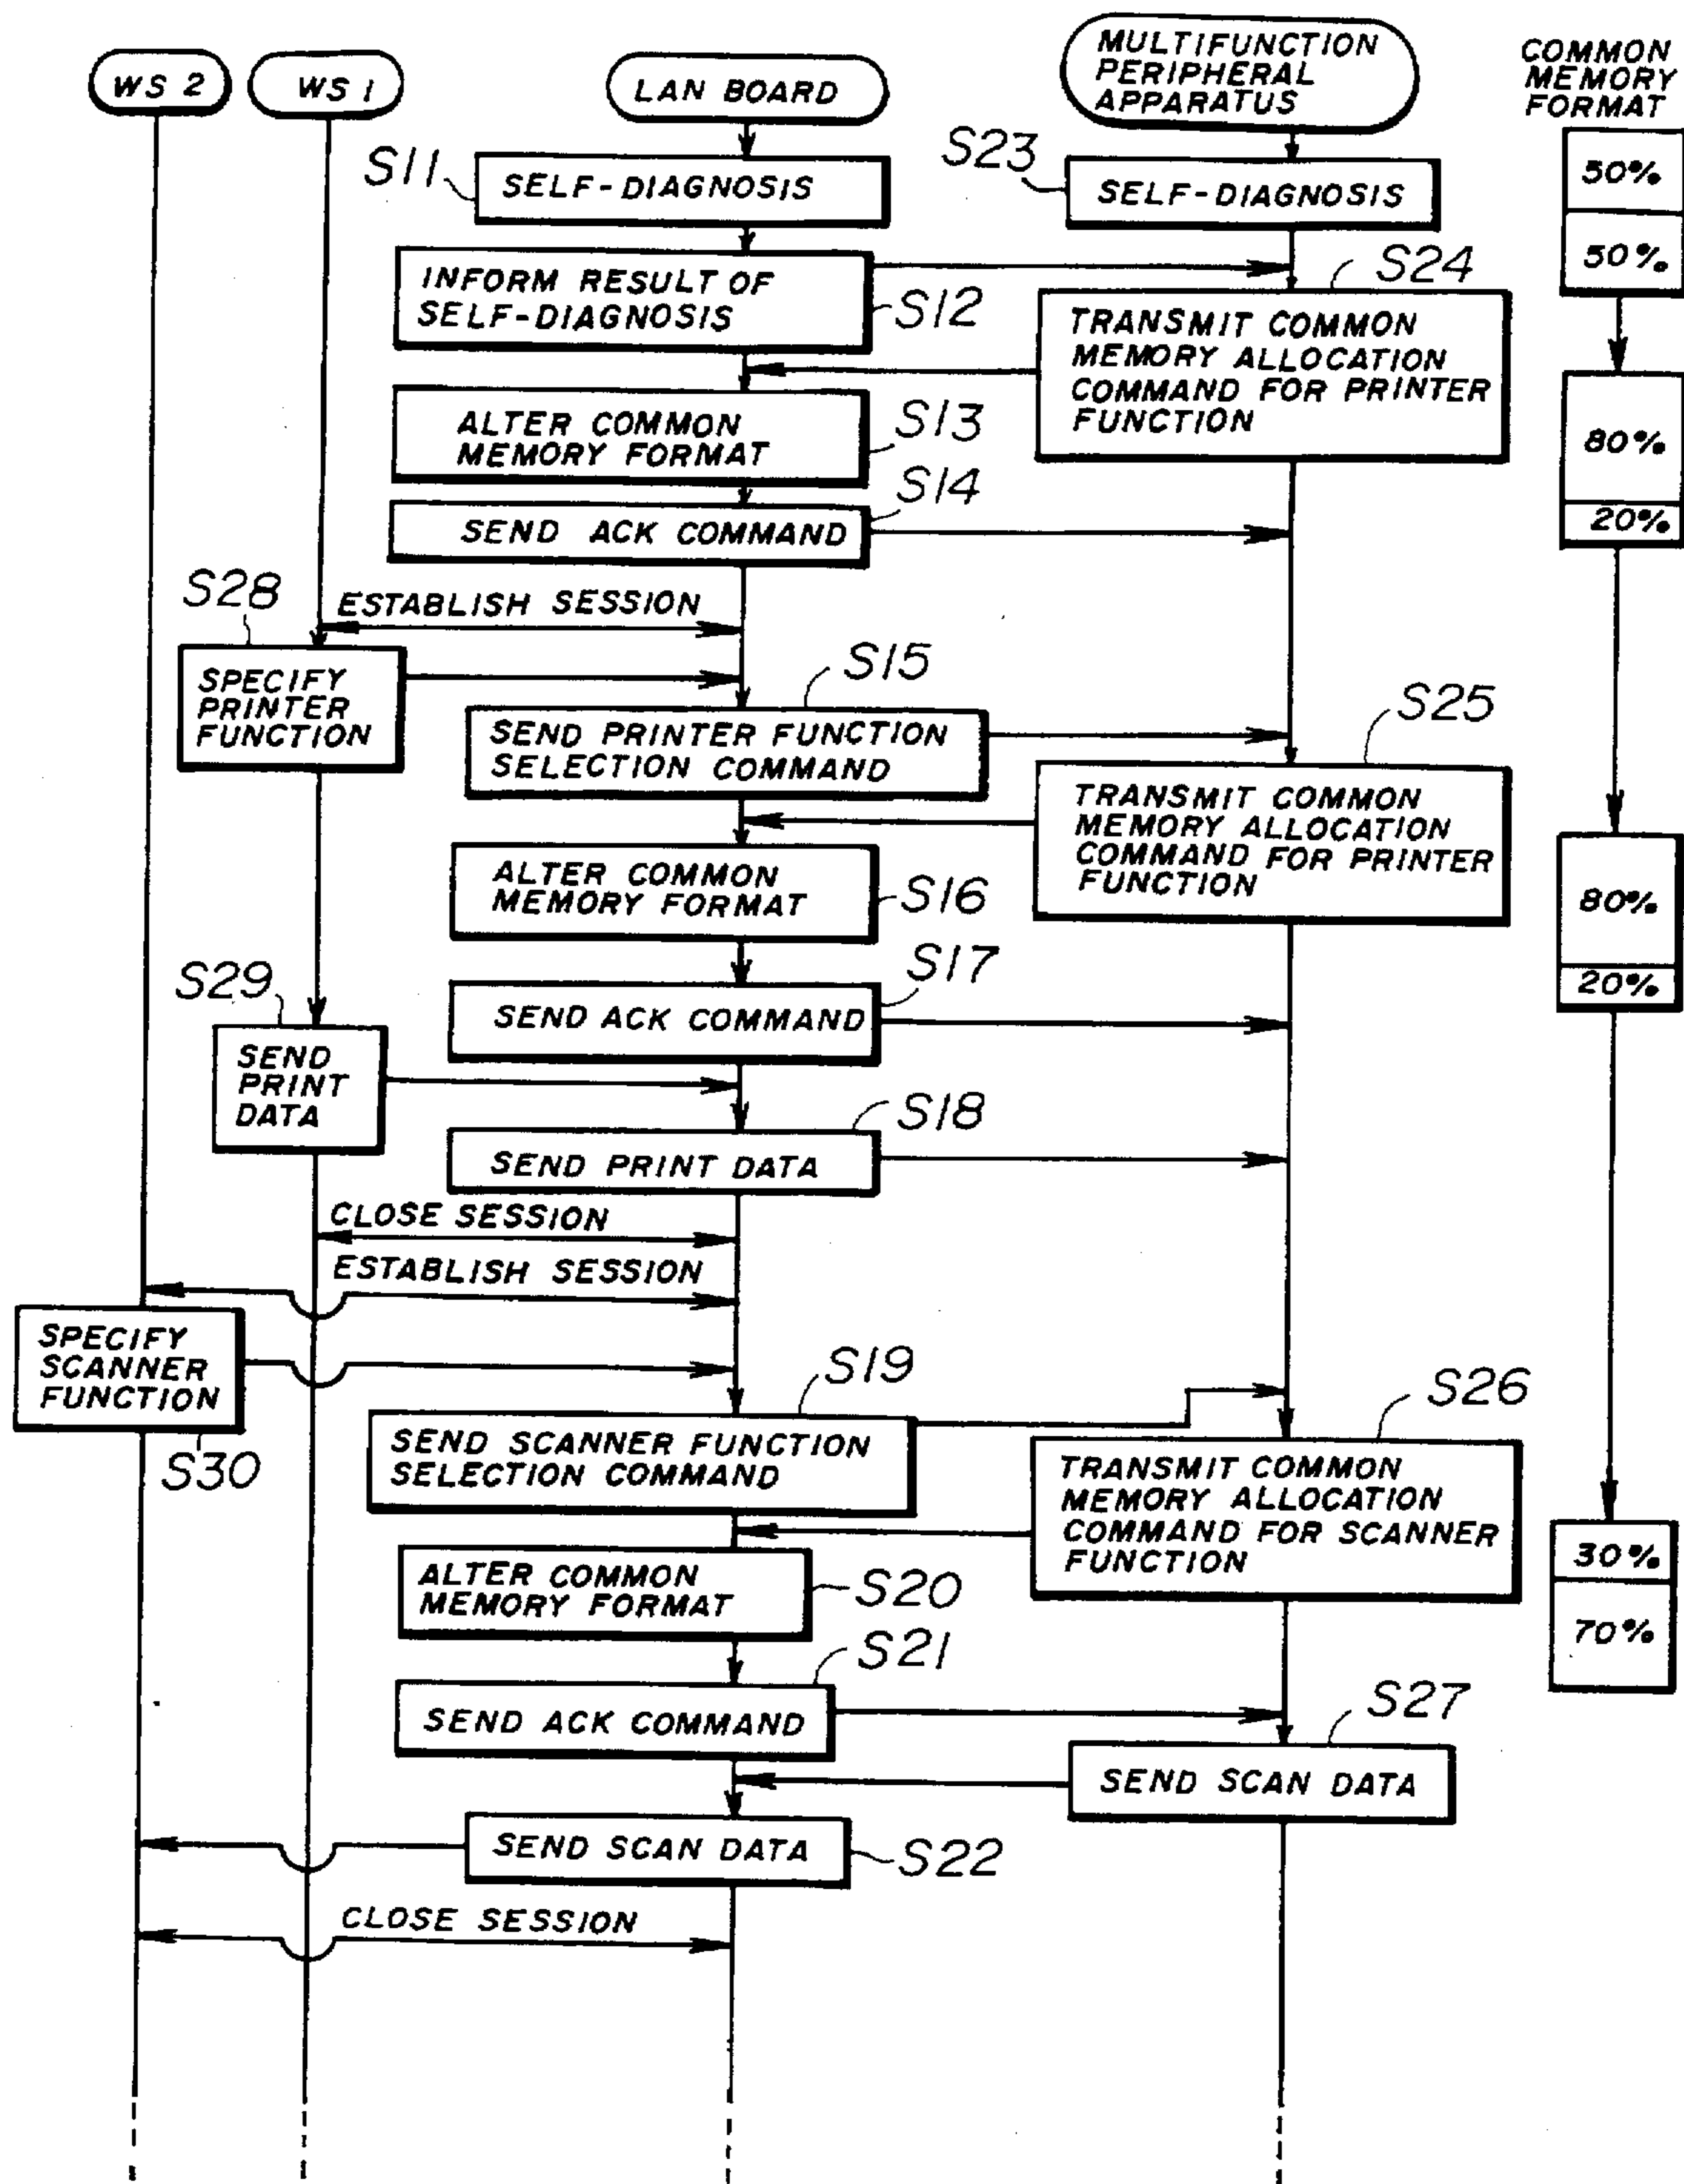 WS 2
WS 1
LAN BOARD
MULTIFUNCTION
PERIPHERAL
APPARATUS
COMMON
MEMORY
FORMAT
S11
SELF-DIAGNOSIS
S23
SELF-DIAGNOSIS
50%
50%
INFORM RESULT OF
SELF-DIAGNOSIS
S12
S24
TRANSMIT COMMON
MEMORY ALLOCATION
COMMAND FOR PRINTER
FUNCTION
ALTER COMMON
MEMORY FORMAT
S13
80%
20%
S14
SEND ACK COMMAND
S28
ESTABLISH SESSION
SPECIFY
PRINTER
FUNCTION
S15
SEND PRINTER FUNCTION
SELECTION COMMAND
S25
TRANSMIT COMMON
MEMORY ALLOCATION
COMMAND FOR PRINTER
FUNCTION
ALTER COMMON
MEMORY FORMAT
S16
80%
20%
S17
SEND ACK COMMAND
S29
SEND
PRINT
DATA
S18
SEND PRINT DATA
CLOSE SESSION
ESTABLISH SESSION
SPECIFY
SCANNER
FUNCTION
S30
S19
SEND SCANNER FUNCTION
SELECTION COMMAND
S26
TRANSMIT COMMON
MEMORY ALLOCATION
COMMAND FOR SCANNER
FUNCTION
30%
70%
ALTER COMMON
MEMORY FORMAT
S20
S21
SEND ACK COMMAND
S27
SEND SCAN DATA
SEND SCAN DATA
S22
CLOSE SESSION